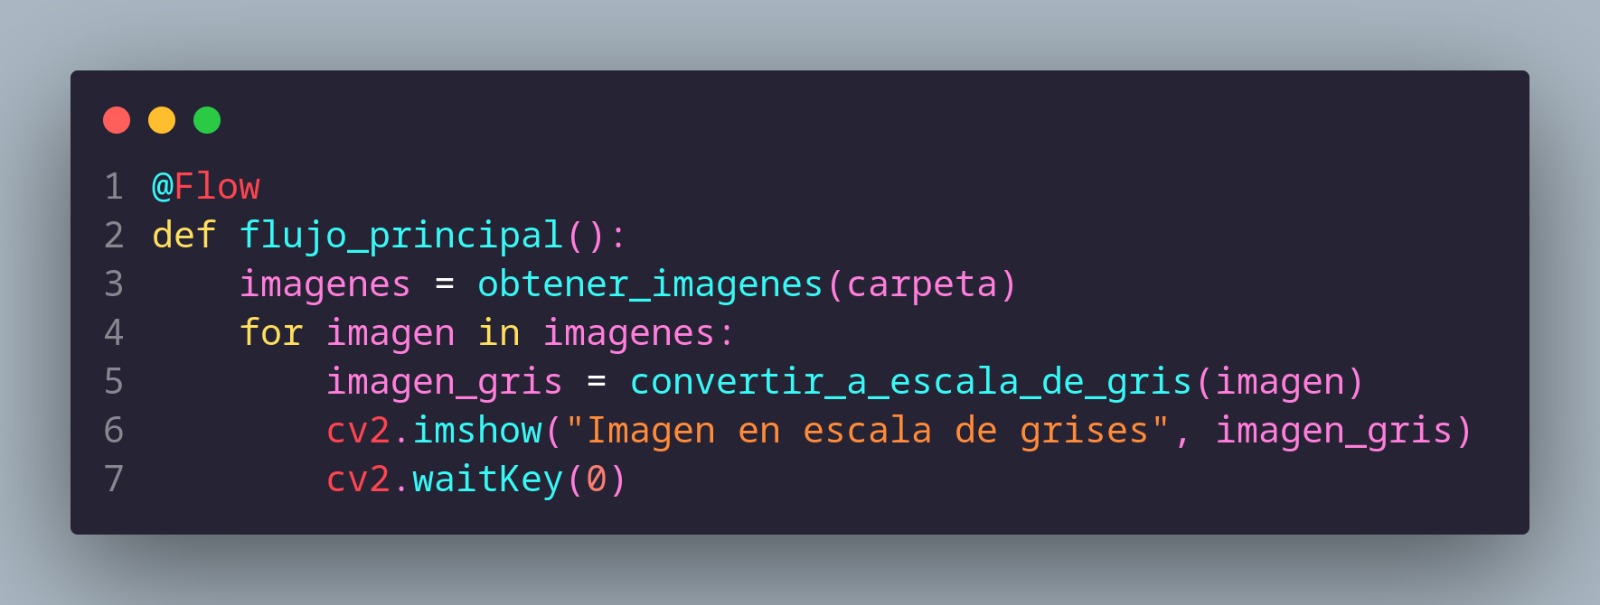 1 @Flow
2 def flujo_principal():
3     imagenes = obtener_imagenes(carpeta)
4     for imagen in imagenes:
5         imagen_gris = convertir_a_escala_de_gris(imagen)
6         cv2.imshow("Imagen en escala de grises", imagen_gris)
7         cv2.waitKey(0)